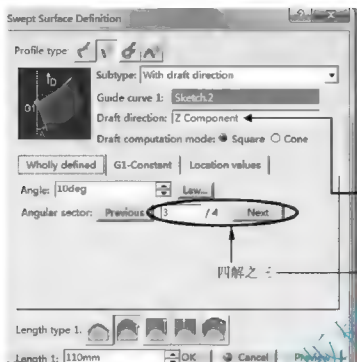 Swept Surface Definition
Profile type:
Subtype: With draft direction
Guide curve 1: Sketch.2
Draft direction: Z Component
Draft computation mode: Square Cone
Wholly defined G1-Constant Location values
Angle: 10deg Law...
Angular sector: Previous 3 / 4 Next
四解之三
Length type 1:
Length 1: 110mm OK Cancel Preview